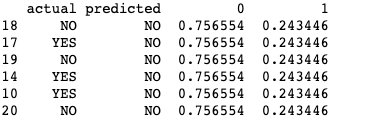 actual predicted 0 1
18 NO NO 0.756554 0.243446
17 YES NO 0.756554 0.243446
19 NO NO 0.756554 0.243446
14 YES NO 0.756554 0.243446
10 YES NO 0.756554 0.243446
20 NO NO 0.756554 0.243446